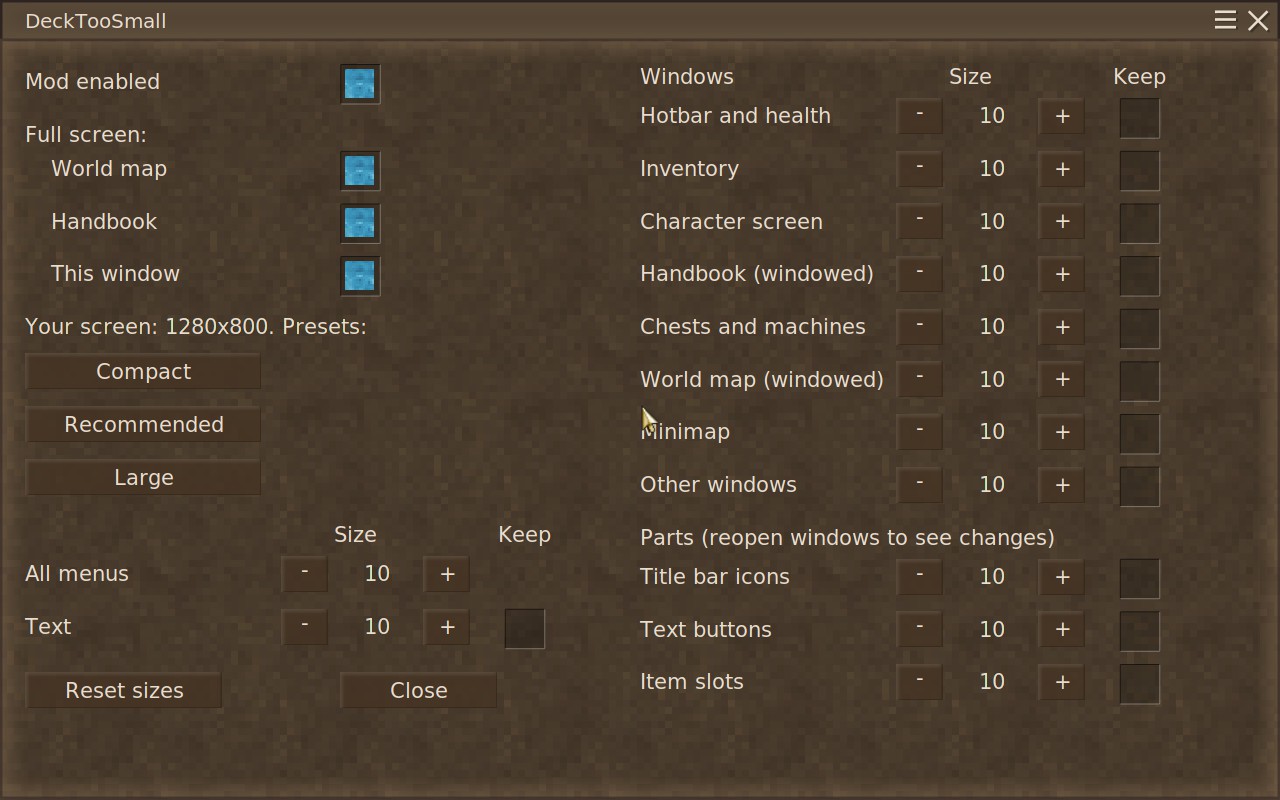 DeckTooSmall
Mod enabled
Full screen:
World map
Handbook
This window
Your screen: 1280x800. Presets:
Compact
Recommended
Large
Size Keep
All menus - 10 +
Text - 10 +
Reset sizes Close
Windows Size Keep
Hotbar and health - 10 +
Inventory - 10 +
Character screen - 10 +
Handbook (windowed) - 10 +
Chests and machines - 10 +
World map (windowed) - 10 +
Minimap - 10 +
Other windows - 10 +
Parts (reopen windows to see changes)
Title bar icons - 10 +
Text buttons - 10 +
Item slots - 10 +